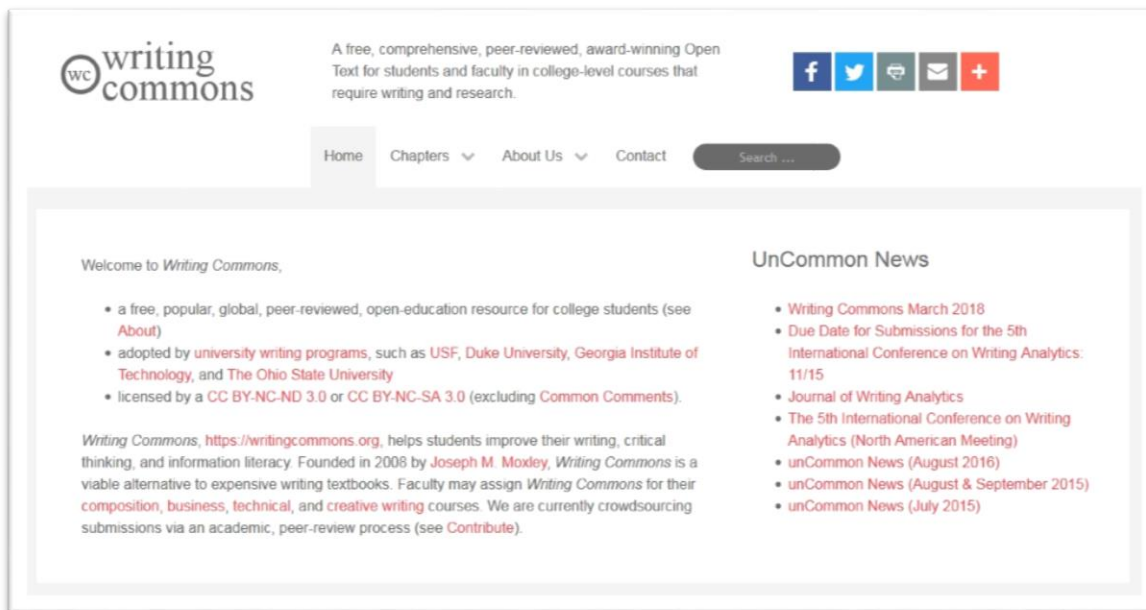 wc writing
commons
A free, comprehensive, peer-reviewed, award-winning Open
Text for students and faculty in college-level courses that
require writing and research.
Home Chapters About Us Contact Search ...
Welcome to Writing Commons,
• a free, popular, global, peer-reviewed, open-education resource for college students (see
About)
• adopted by university writing programs, such as USF, Duke University, Georgia Institute of
Technology, and The Ohio State University
• licensed by a CC BY-NC-ND 3.0 or CC BY-NC-SA 3.0 (excluding Common Comments).
Writing Commons, https://writingcommons.org, helps students improve their writing, critical
thinking, and information literacy. Founded in 2008 by Joseph M. Moxley, Writing Commons is a
viable alternative to expensive writing textbooks. Faculty may assign Writing Commons for their
composition, business, technical, and creative writing courses. We are currently crowdsourcing
submissions via an academic, peer-review process (see Contribute).
UnCommon News
• Writing Commons March 2018
• Due Date for Submissions for the 5th
International Conference on Writing Analytics:
11/15
• Journal of Writing Analytics
• The 5th International Conference on Writing
Analytics (North American Meeting)
• unCommon News (August 2016)
• unCommon News (August & September 2015)
• unCommon News (July 2015)